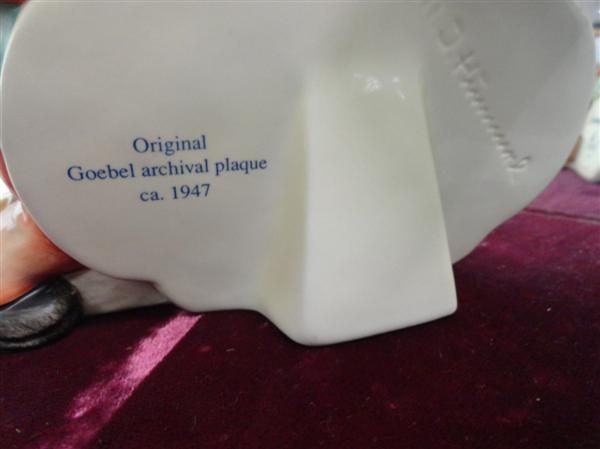 Original
Goebel archival plaque
ca. 1947